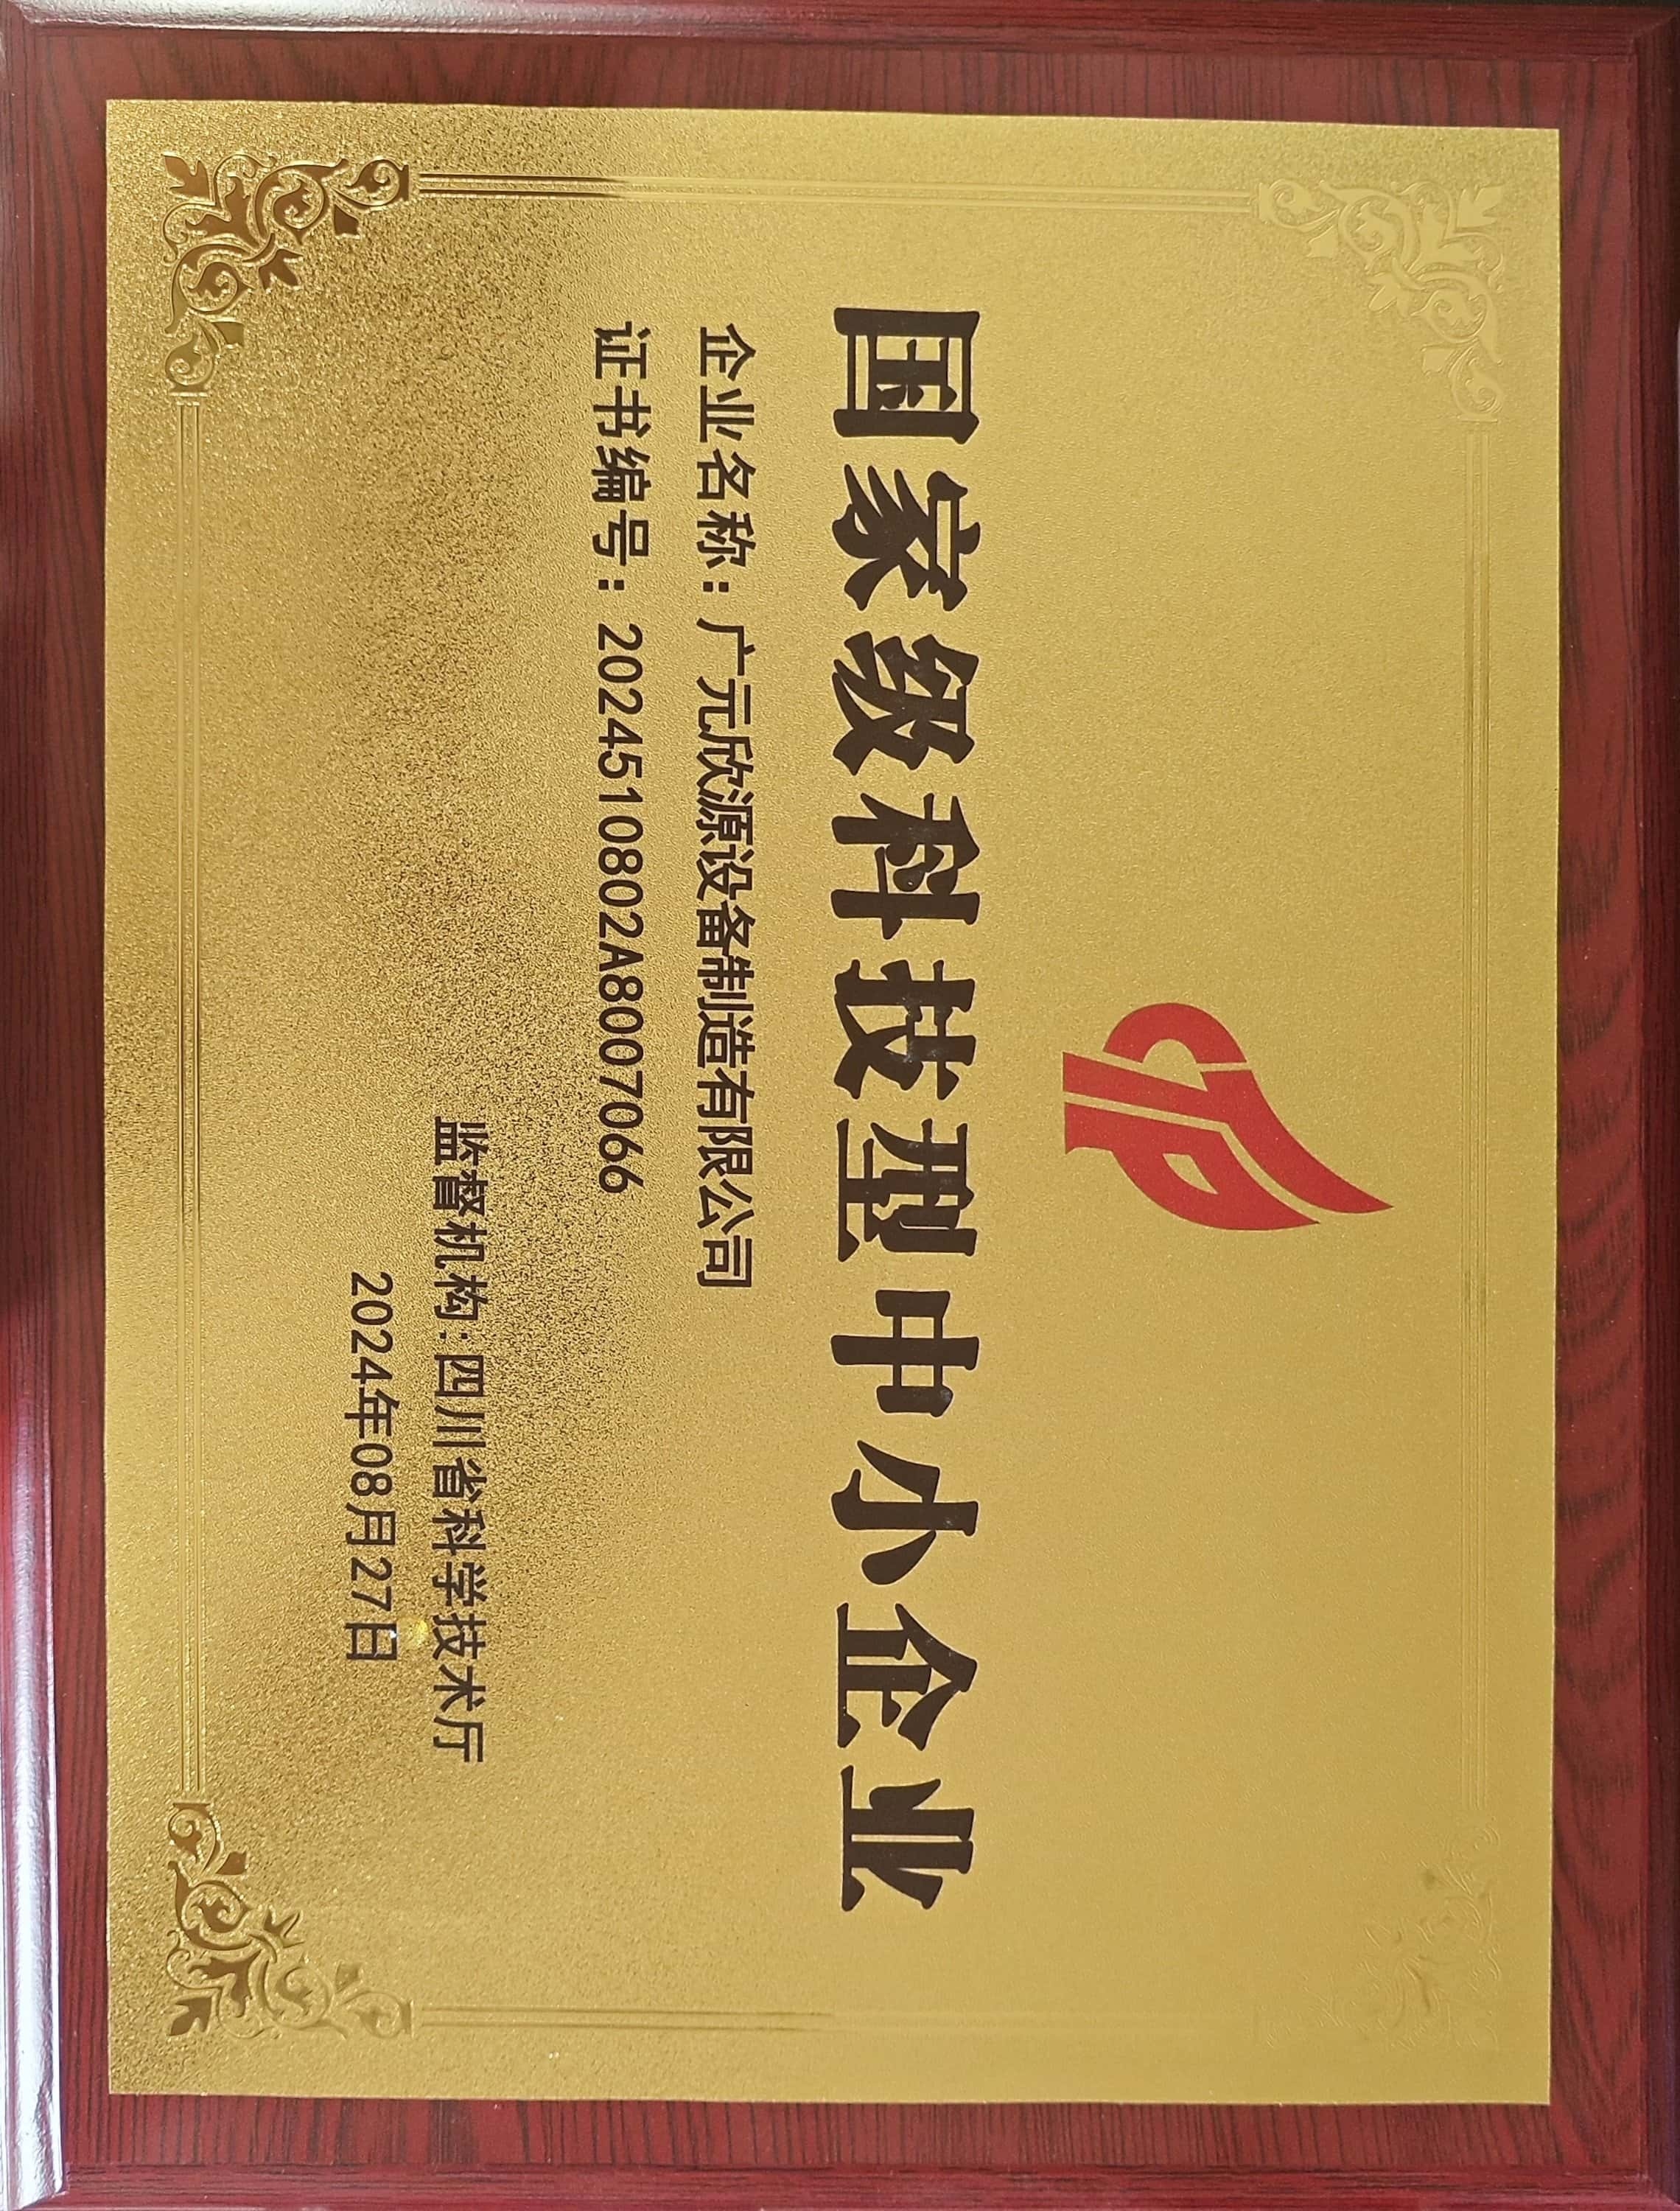 国家级科技型中小企业
企业名称：广元欣源设备制造有限公司
证书编号：2024510802A8007066
监督机构：四川省科学技术厅
2024年08月27日